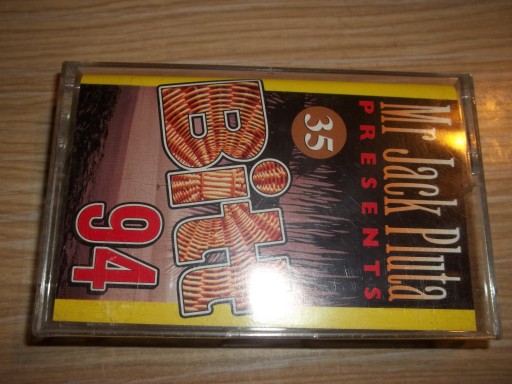 Mr Jack Pluta
PRESENTS
35
Bitt
94